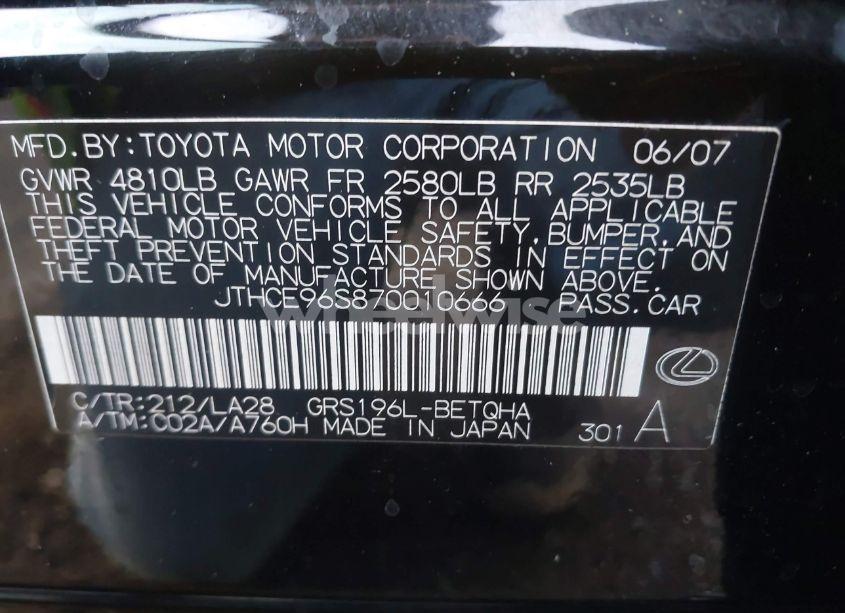 MFD.BY:TOYOTA MOTOR CORPORATION 06/07
GVWR 4810LB GAWR FR 2580LB RR 2535LB
THIS VEHICLE CONFORMS TO ALL APPLICABLE
FEDERAL MOTOR VEHICLE SAFETY,BUMPER,AND
THEFT PREVENTION STANDARDS IN EFFECT ON
THE DATE OF MANUFACTURE SHOWN ABOVE.
JTHCE96S870010666 PASS.CAR
wheelwise
C/TR:212/LA28 GRS196L-BETQHA
A/TM:C02A/A760H MADE IN JAPAN 301 A